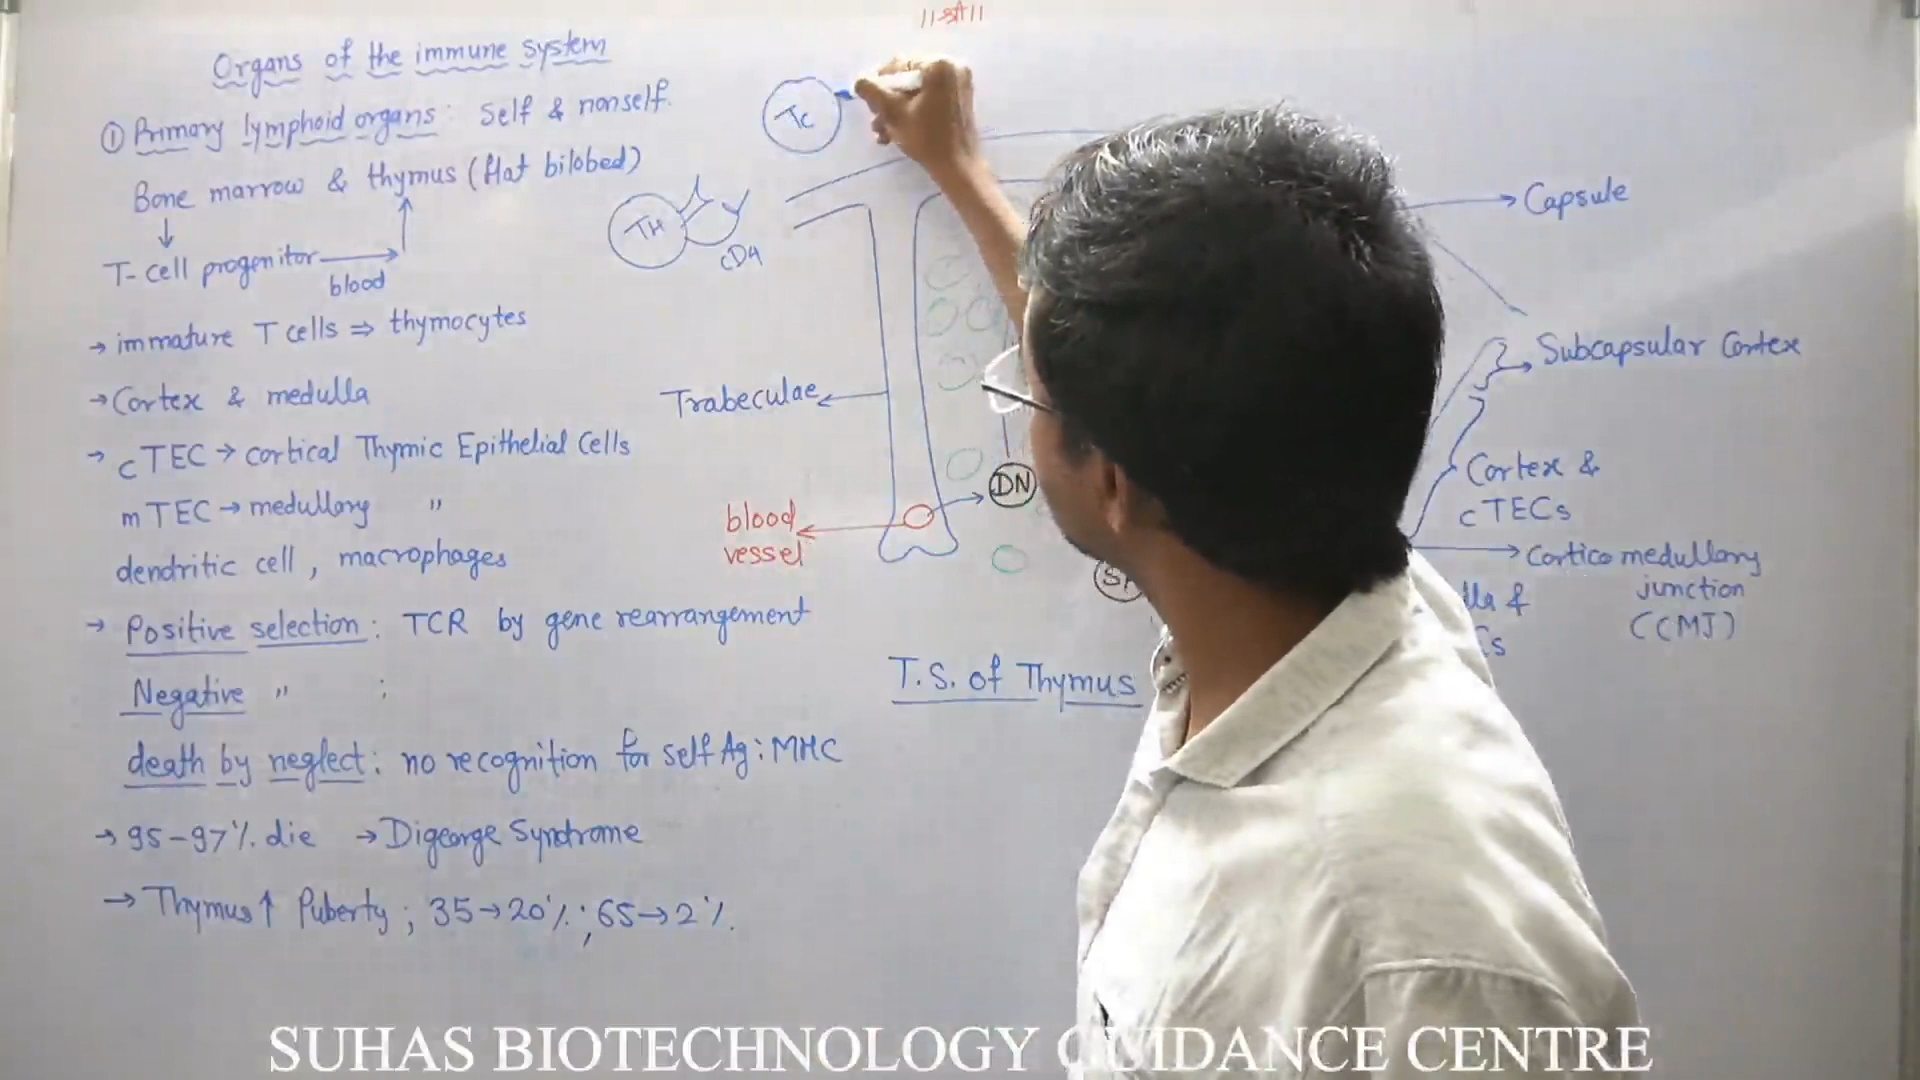 ॥श्री॥
Organs of the immune system
① Primary lymphoid organs: Self & nonself.
Bone marrow & thymus (flat bilobed)
T-cell progenitor
blood
→ immature T cells ⇒ thymocytes
→ Cortex & medulla
→ cTEC → cortical Thymic Epithelial Cells
mTEC → medullary "
dendritic cell, macrophages
→ Positive selection: TCR by gene rearrangement
Negative " :
death by neglect: no recognition for self Ag: MHC
→ 95-97% die → Digeorge Syndrome
→ Thymus ↑ Puberty; 35 → 20%; 65 → 2%.
Tc
TH
CD4
Trabeculae
blood
vessel
DN
T.S. of Thymus
Capsule
Subcapsular Cortex
Cortex &
cTECs
Cortico medullary
junction
(CMJ)
SUHAS BIOTECHNOLOGY GUIDANCE CENTRE